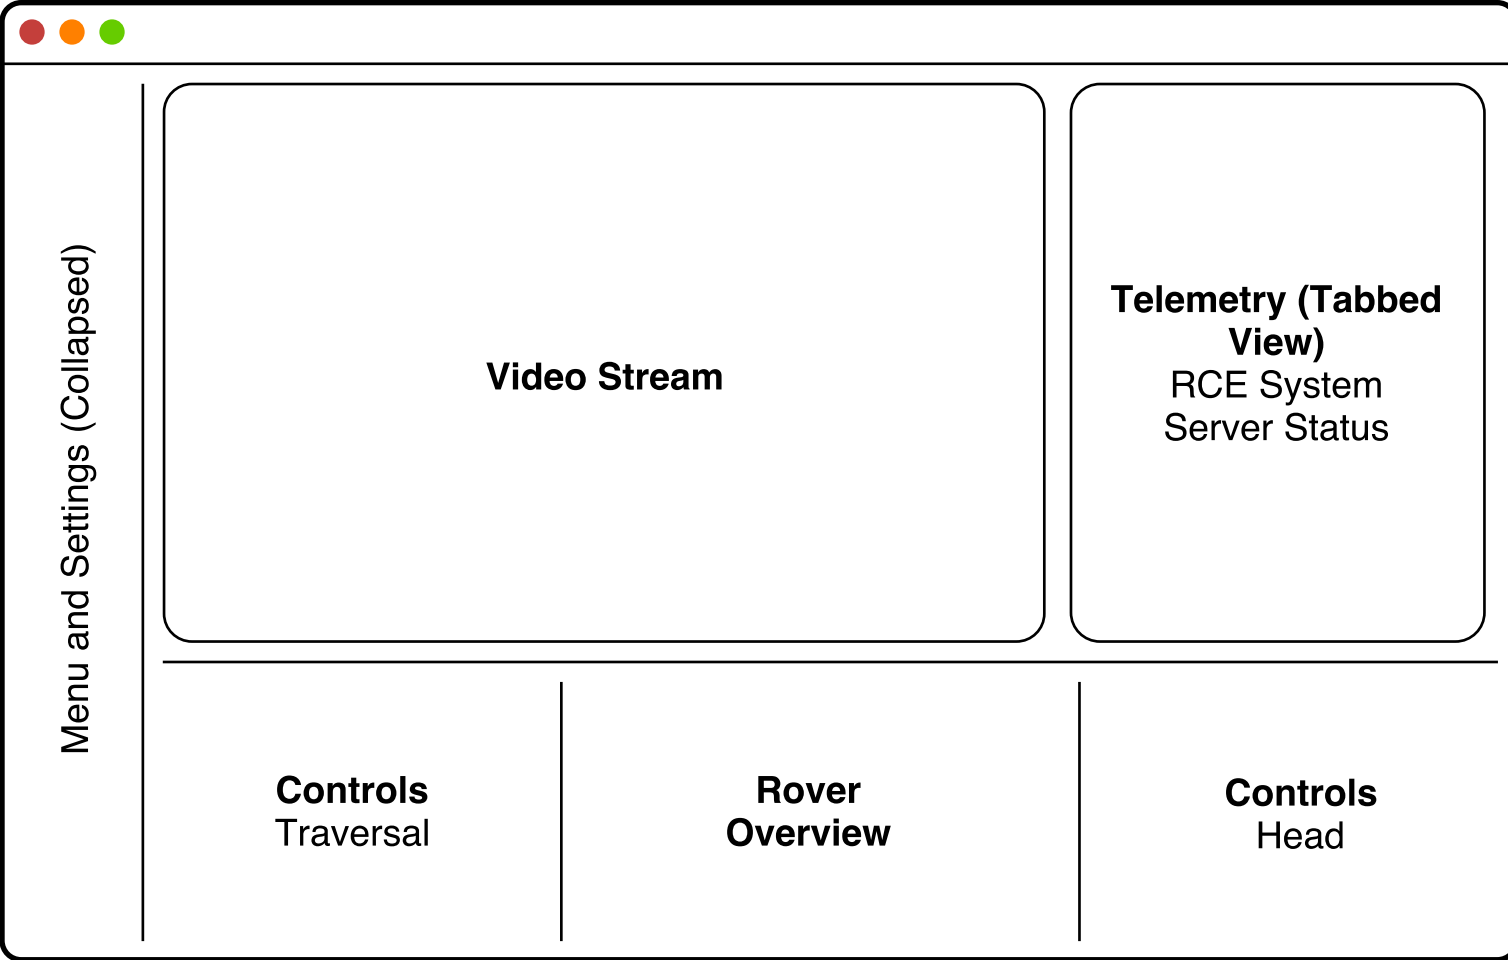 Menu and Settings (Collapsed)
Video Stream
Telemetry (Tabbed
View)
RCE System
Server Status
Controls
Traversal
Rover
Overview
Controls
Head